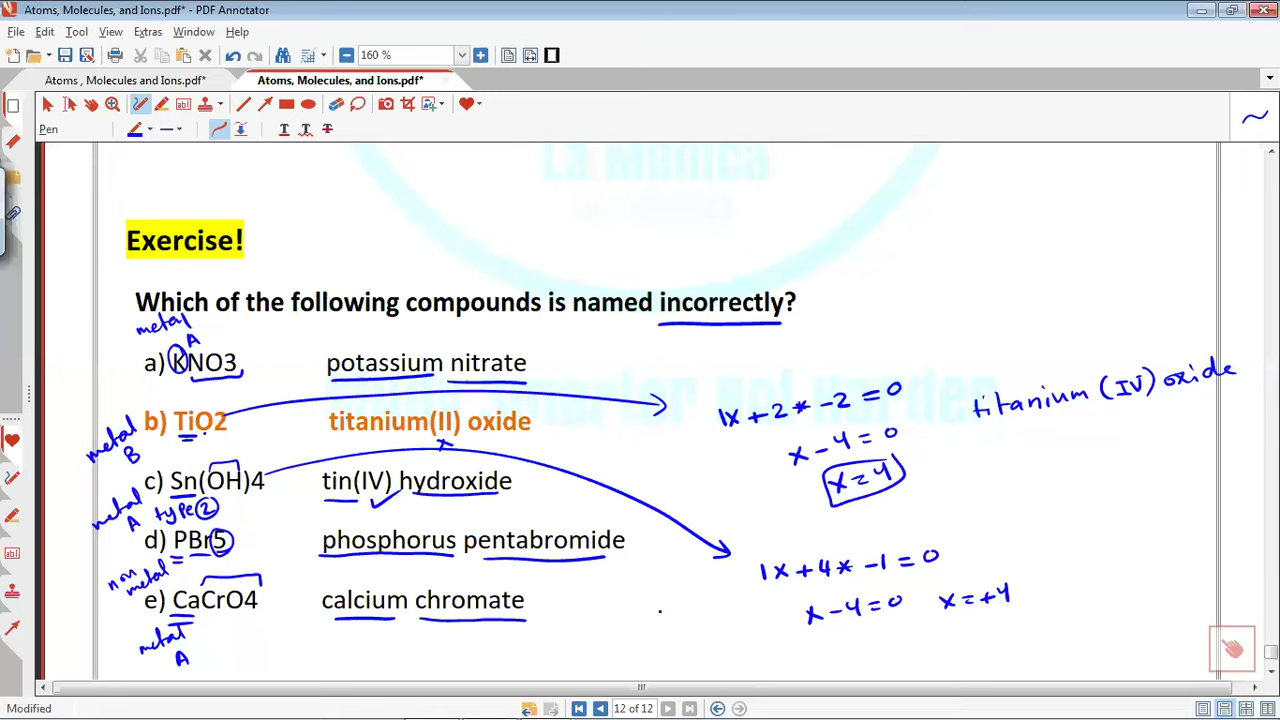 Atoms, Molecules, and Ions.pdf* - PDF Annotator
File Edit Tool View Extras Window Help
160 %
Atoms , Molecules and Ions.pdf* Atoms, Molecules, and Ions.pdf*
Pen
La Monica
Exercise!
Which of the following compounds is named incorrectly?
metal A
a) KNO3 potassium nitrate
b) TiO2 titanium(II) oxide
1x + 2* -2 = 0 titanium (IV) oxide
x - 4 = 0
x = 4
metal B
c) Sn(OH)4 tin(IV) hydroxide
metal A type 2
d) PBr5 phosphorus pentabromide
1x + 4* -1 = 0
x - 4 = 0 x = +4
non metal
e) CaCrO4 calcium chromate
metal A
Modified 12 of 12